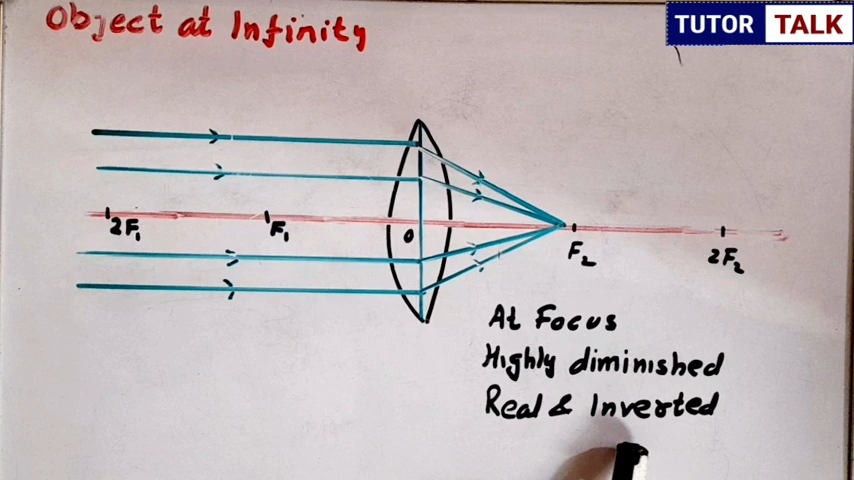 Object at Infinity
TUTOR TALK
2F₁
F₁
O
F₂
2F₂
At Focus
Highly diminished
Real & Inverted